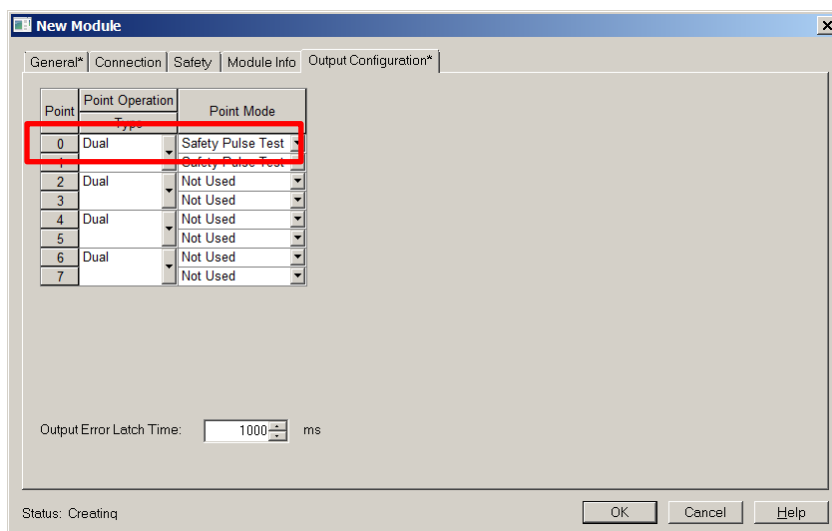 New Module
General* Connection Safety Module Info Output Configuration*
Point Point Operation Point Mode
Type
0 Dual Safety Pulse Test
1 Safety Pulse Test
2 Dual Not Used
3 Not Used
4 Dual Not Used
5 Not Used
6 Dual Not Used
7 Not Used
Output Error Latch Time: 1000 ms
Status: Creating OK Cancel Help